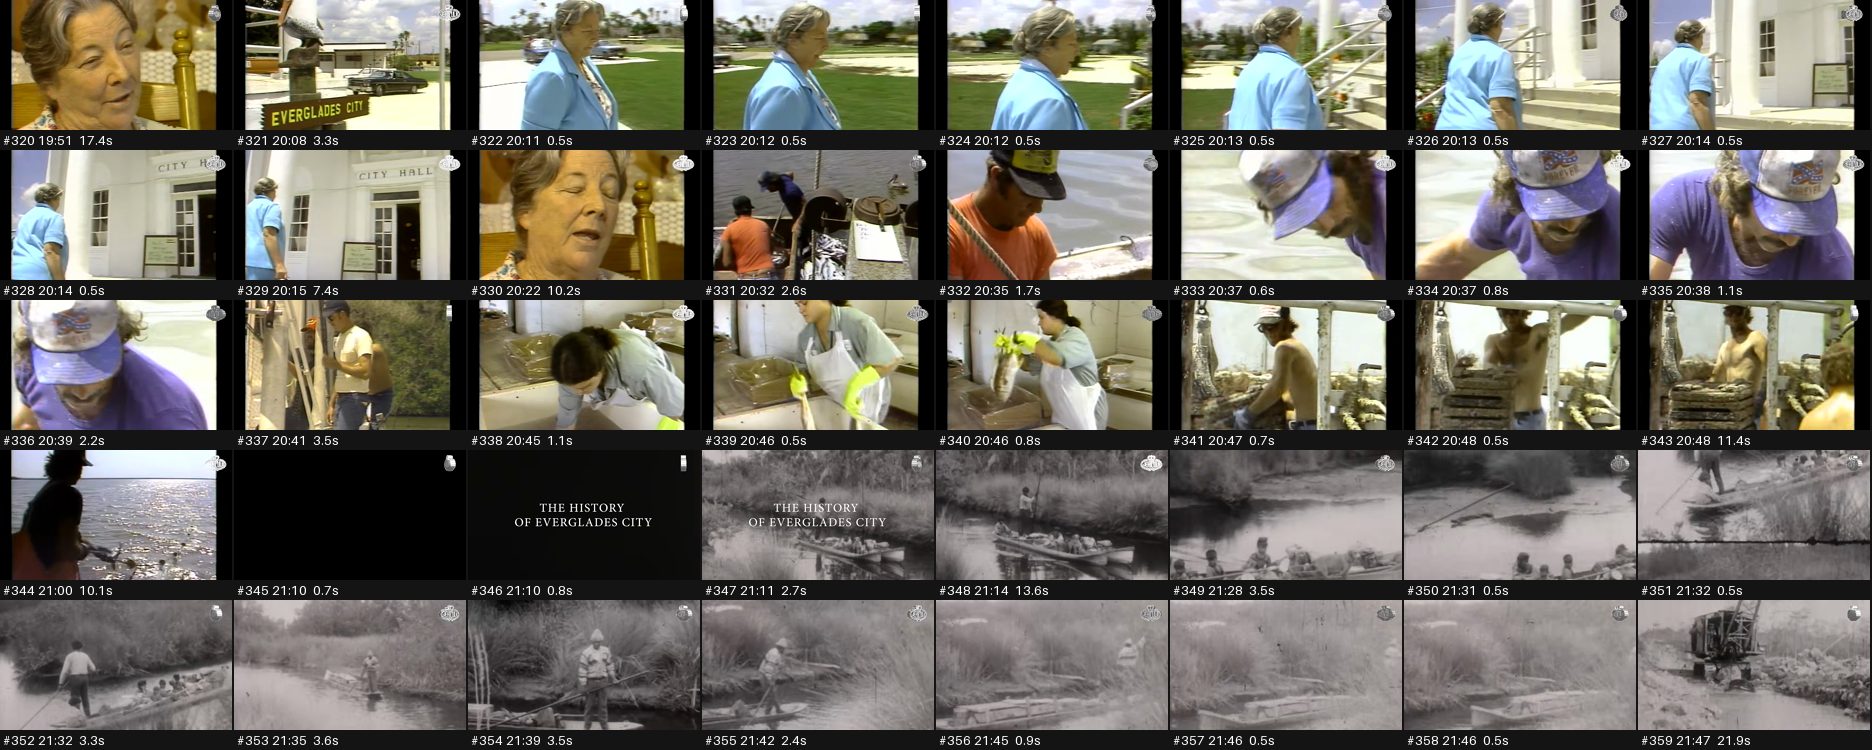 EVERGLADES CITY
#320 19:51 17.4s
#321 20:08 3.3s
#322 20:11 0.5s
#323 20:12 0.5s
#324 20:12 0.5s
#325 20:13 0.5s
#326 20:13 0.5s
#327 20:14 0.5s
CITY H
CITY HALL
FOREVER
FOREVER
#328 20:14 0.5s
#329 20:15 7.4s
#330 20:22 10.2s
#331 20:32 2.6s
#332 20:35 1.7s
#333 20:37 0.6s
#334 20:37 0.8s
#335 20:38 1.1s
#336 20:39 2.2s
#337 20:41 3.5s
#338 20:45 1.1s
#339 20:46 0.5s
#340 20:46 0.8s
#341 20:47 0.7s
#342 20:48 0.5s
#343 20:48 11.4s
THE HISTORY
OF EVERGLADES CITY
THE HISTORY
OF EVERGLADES CITY
#344 21:00 10.1s
#345 21:10 0.7s
#346 21:10 0.8s
#347 21:11 2.7s
#348 21:14 13.6s
#349 21:28 3.5s
#350 21:31 0.5s
#351 21:32 0.5s
#352 21:32 3.3s
#353 21:35 3.6s
#354 21:39 3.5s
#355 21:42 2.4s
#356 21:45 0.9s
#357 21:46 0.5s
#358 21:46 0.5s
#359 21:47 21.9s